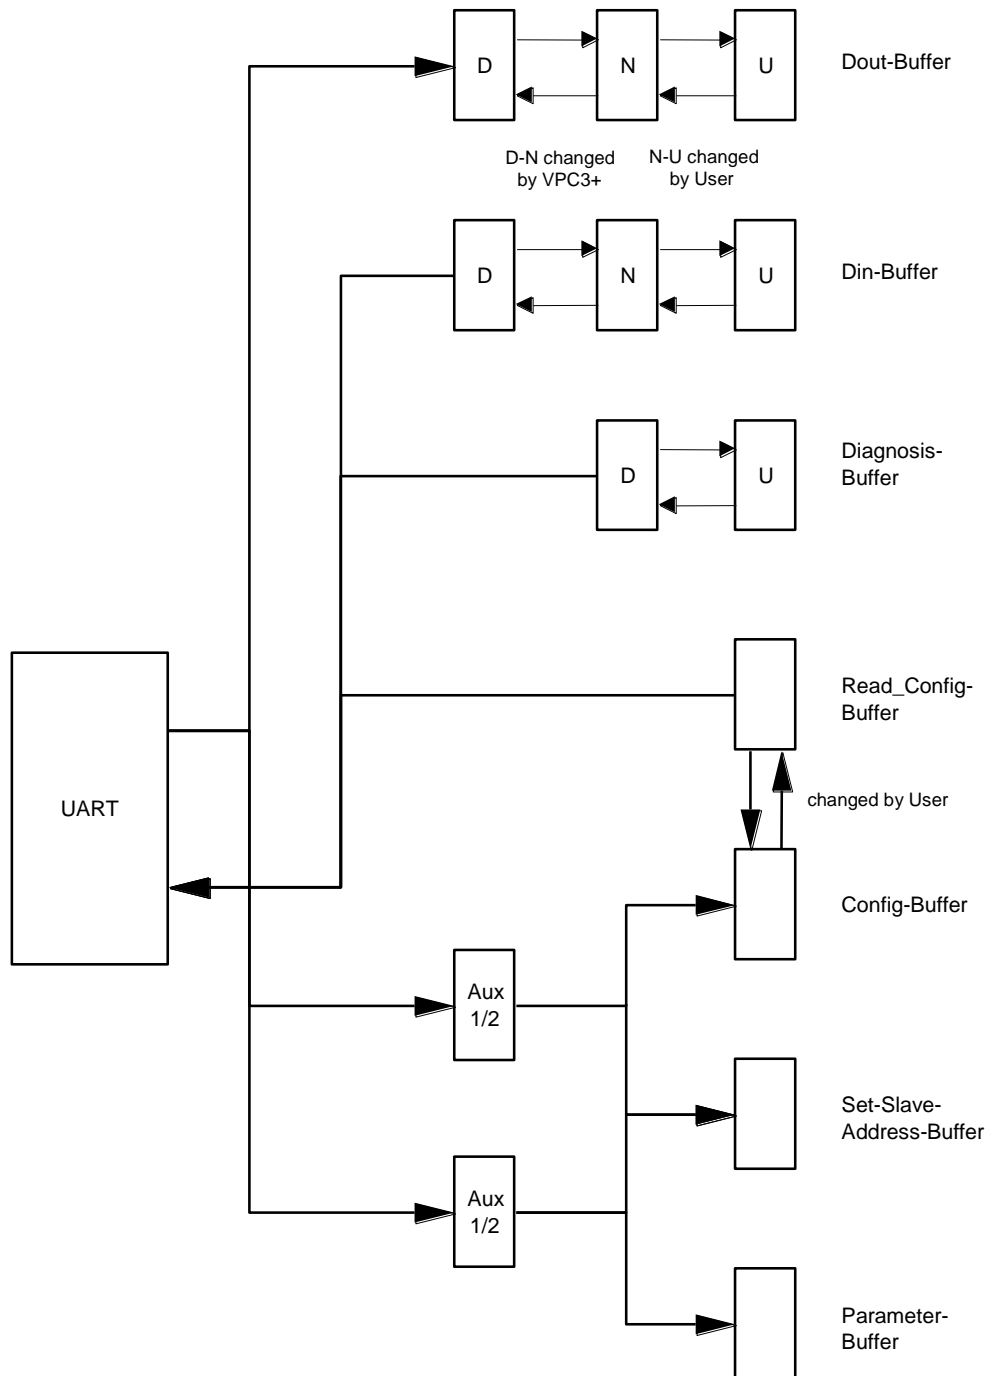 D
N
U
Dout-Buffer
D-N changed
by VPC3+
N-U changed
by User
D
N
U
Din-Buffer
D
U
Diagnosis-
Buffer
Read_Config-
Buffer
UART
changed by User
Config-Buffer
Aux
1/2
Set-Slave-
Address-Buffer
Aux
1/2
Parameter-
Buffer